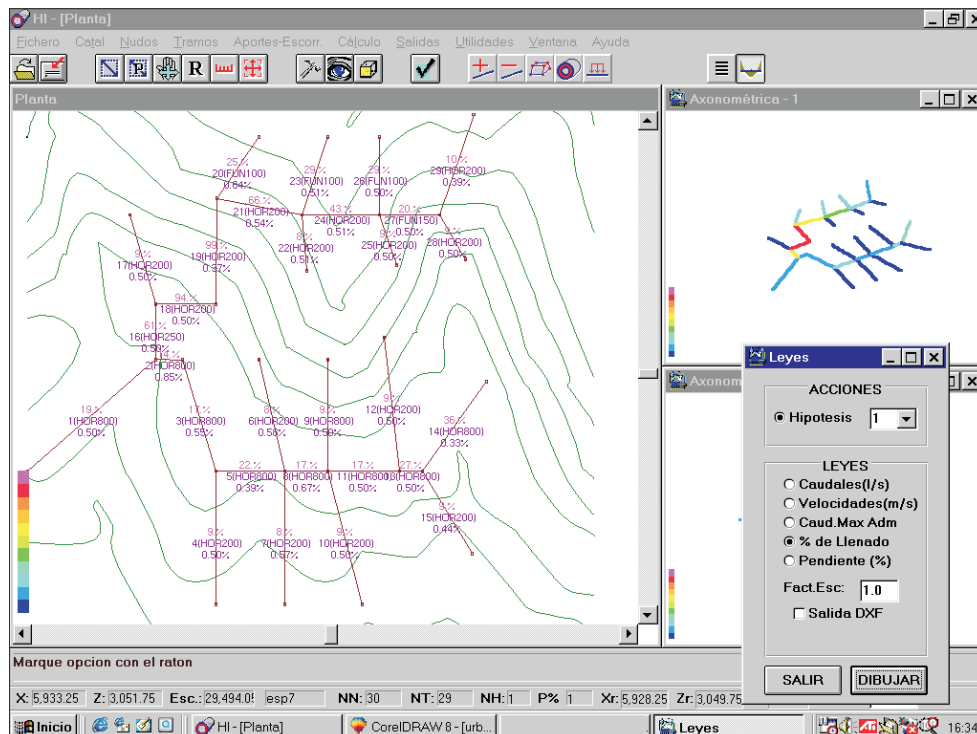 HI - [Planta]
Fichero Catal Nudos Tramos Aportes-Escorr. Cálculo Salidas Utilidades Ventana Ayuda
R
Planta
Axonométrica - 1
25.%
20(FUN100)
0.64%
29.%
23(FUN100)
0.51%
29.%
26(FUN100)
0.50%
10.%
29(HOR200)
0.39%
66.%
21(HOR200)
0.54%
43.%
24(HOR200)
0.51%
20.%
27(FUN150)
0.50%
8.%
22(HOR200)
0.51%
9.%
25(HOR200)
0.50%
9.%
28(HOR200)
0.50%
99.%
19(HOR200)
0.37%
9.%
17(HOR200)
0.50%
94.%
18(HOR200)
0.50%
61.%
16(HOR250)
2(HOR800)
0.85%
19.%
1(HOR800)
0.50%
17.%
3(HOR800)
0.55%
8.%
6(HOR200)
0.58%
9.%
9(HOR800)
0.50%
9.%
12(HOR200)
0.50%
36.%
14(HOR800)
0.33%
22.%
5(HOR800)
0.39%
17.%
8(HOR800)
0.67%
17.%
11(HOR800)
0.50%
27.%
0.50%
9.%
15(HOR200)
0.44%
9.%
4(HOR200)
0.50%
8.%
7(HOR200)
0.57%
9.%
10(HOR200)
0.50%
Axonom
Leyes
ACCIONES
Hipotesis 1
LEYES
Caudales(l/s)
Velocidades(m/s)
Caud.Max Adm
% de Llenado
Pendiente (%)
Fact.Esc: 1.0
Salida DXF
SALIR DIBUJAR
Marque opcion con el raton
X: 5,933.25 Z: 3,051.75 Esc.: 29,494.05 esp7 NN: 30 NT: 29 NH: 1 P% 1 Xr: 5,928.25 Zr: 3,049.75
Inicio HI - [Planta] CorelDRAW 8 - [urb... Leyes 16:34